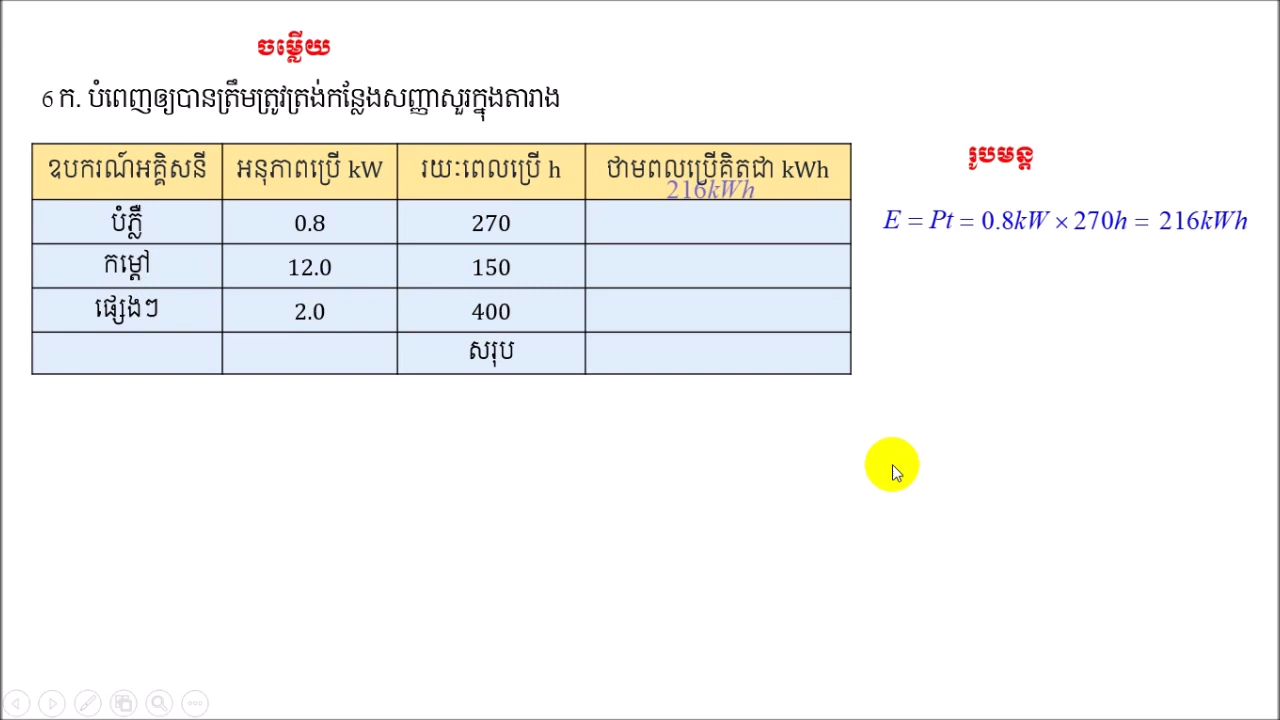 ចម្លើយ
6 ក. បំពេញឲ្យបានត្រឹមត្រូវត្រង់កន្លែងសញ្ញាសួរក្នុងតារាង
ឧបករណ៍អគ្គិសនី អនុភាពប្រើ kW រយៈពេលប្រើ h ថាមពលប្រើគិតជា kWh
216kWh
បំភ្លឺ 0.8 270
កម្ដៅ 12.0 150
ផ្សេងៗ 2.0 400
សរុប
រូបមន្ត
E = Pt = 0.8kW × 270h = 216kWh